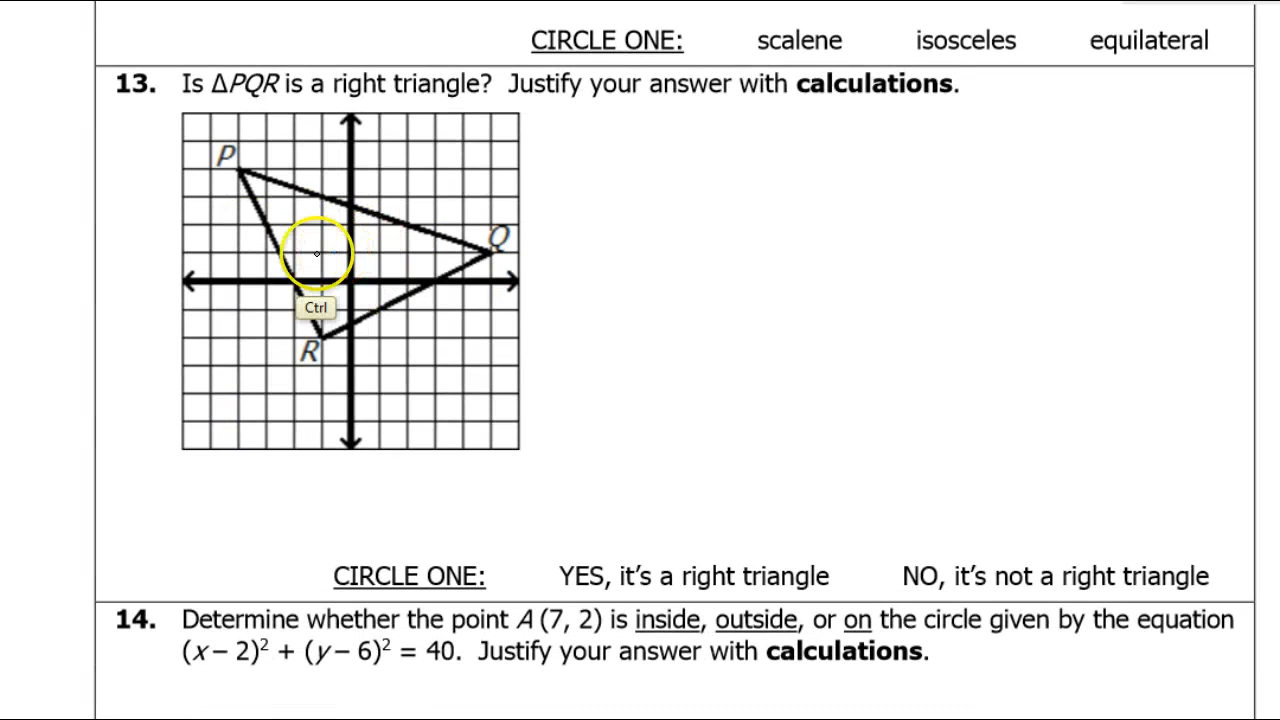 CIRCLE ONE: scalene isosceles equilateral
13. Is ΔPQR is a right triangle? Justify your answer with calculations.
P
Q
Ctrl
R
CIRCLE ONE: YES, it's a right triangle NO, it's not a right triangle
14. Determine whether the point A (7, 2) is inside, outside, or on the circle given by the equation
(x – 2)² + (y – 6)² = 40. Justify your answer with calculations.